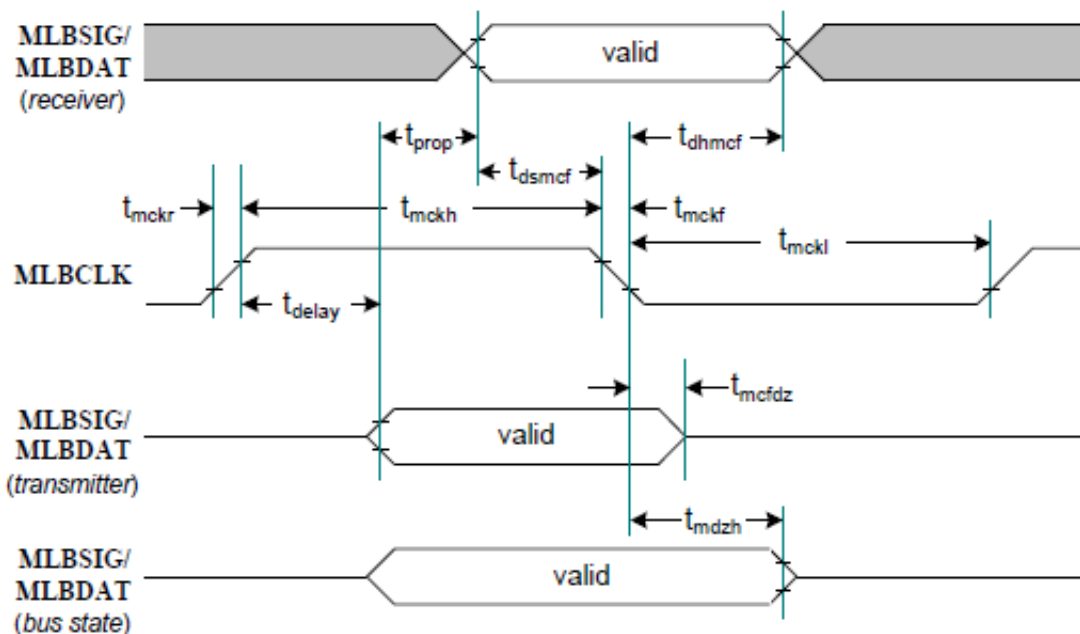 MLBSIG/
MLBDAT
(receiver)
valid
tprop
tdhmcf
tdsmcf
tmckr
tmckh
tmckf
tmckl
MLBCLK
tdelay
tmcfdz
MLBSIG/
MLBDAT
(transmitter)
valid
tmdzh
MLBSIG/
MLBDAT
(bus state)
valid